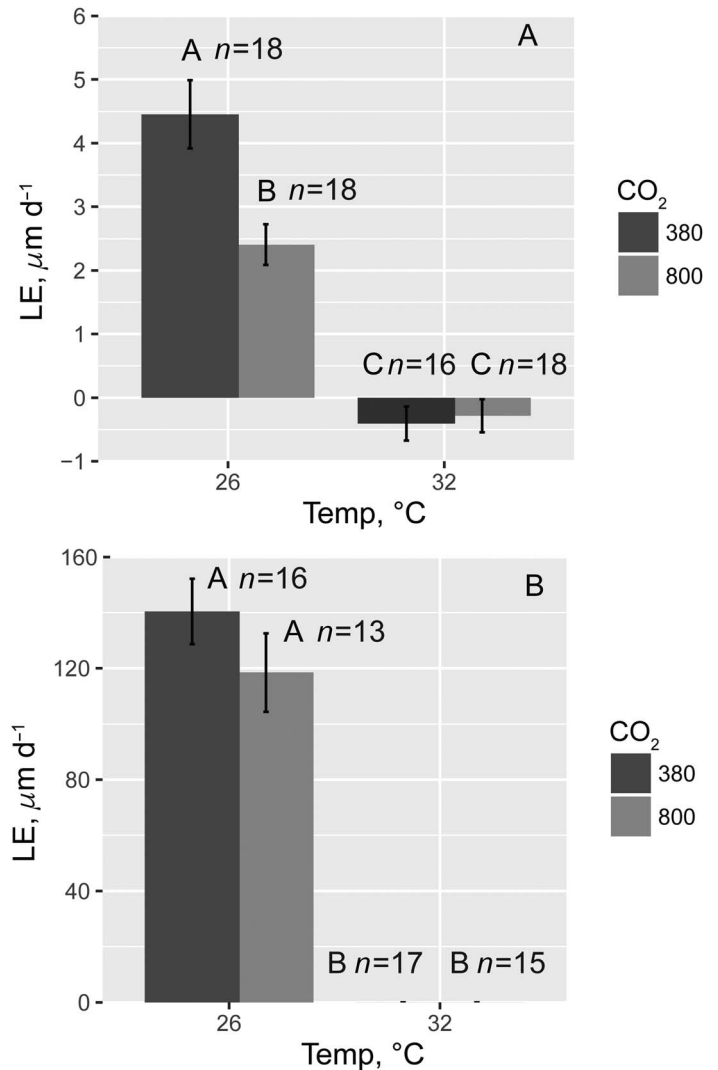 6
5
4
3
2
1
0
−1
LE, μm d⁻¹
A n=18
A
B n=18
C n=16 C n=18
26 32
Temp, °C
CO₂
380
800
160
120
80
40
0
LE, μm d⁻¹
A n=16
B
A n=13
B n=17 B n=15
26 32
Temp, °C
CO₂
380
800